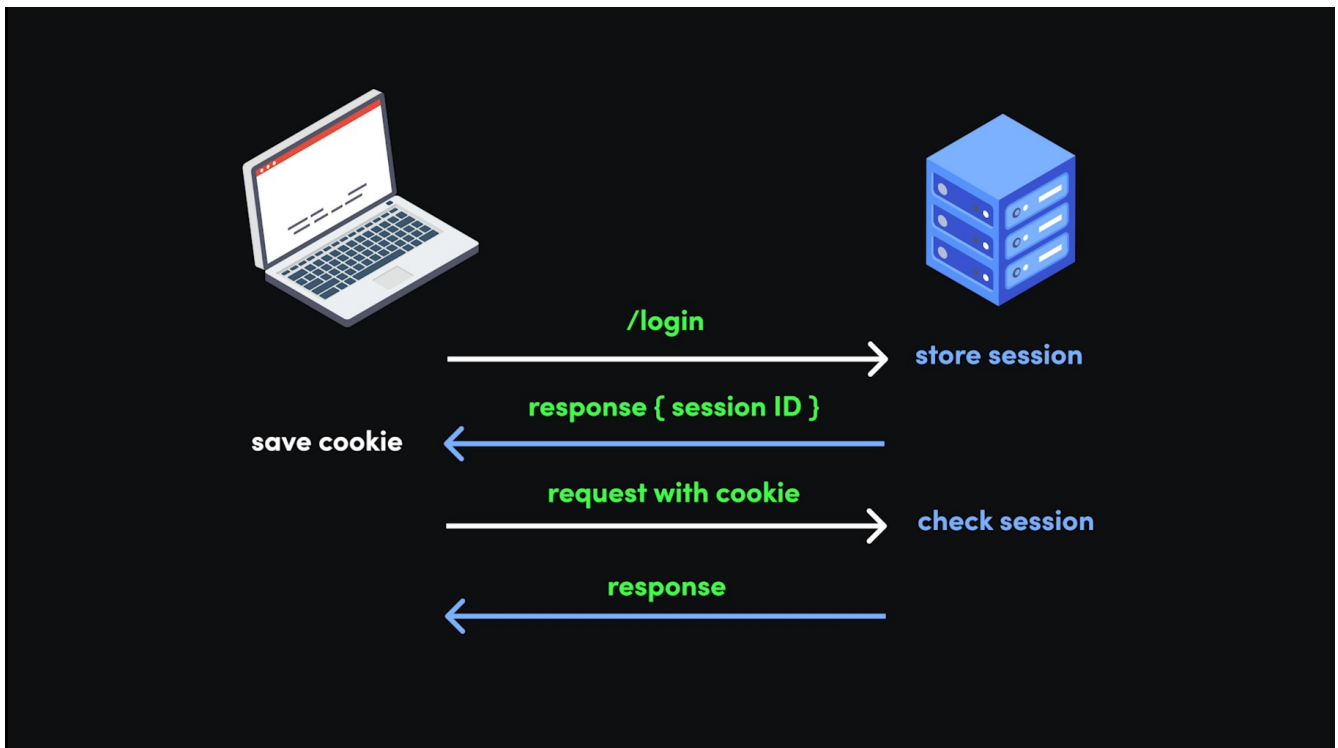 /login
store session
response { session ID }
save cookie
request with cookie
check session
response